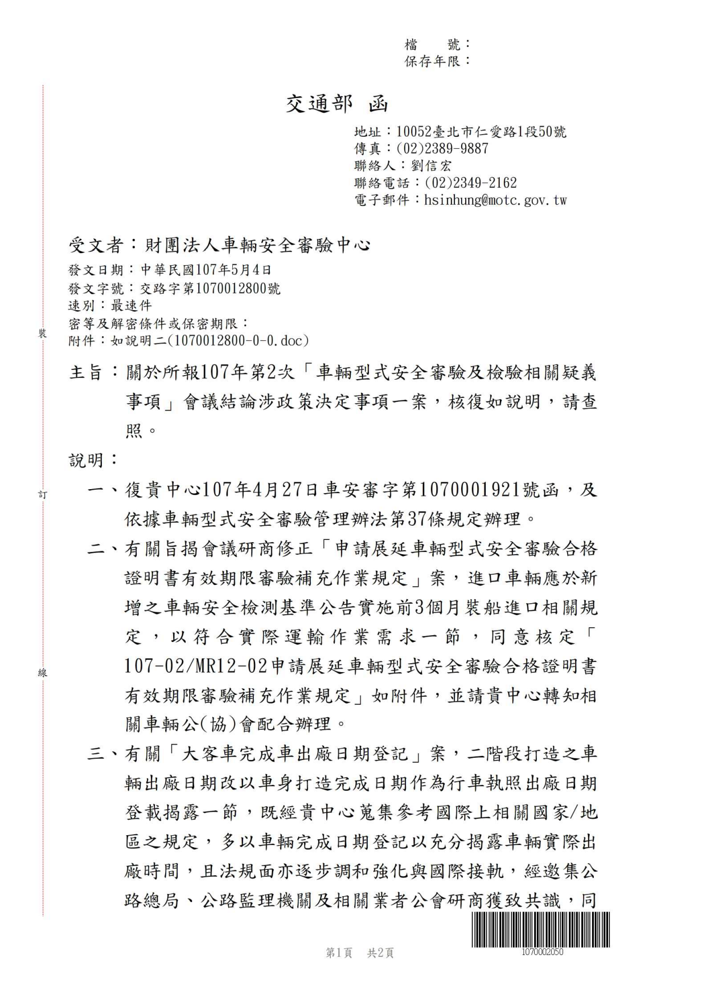 檔　　號：
保存年限：
交通部 函
地址：10052臺北市仁愛路1段50號
傳真：(02)2389-9887
聯絡人：劉信宏
聯絡電話：(02)2349-2162
電子郵件：hsinhung@motc.gov.tw
受文者：財團法人車輛安全審驗中心
發文日期：中華民國107年5月4日
發文字號：交路字第1070012800號
速別：最速件
密等及解密條件或保密期限：
附件：如說明二(1070012800-0-0.doc)
主旨：關於所報107年第2次「車輛型式安全審驗及檢驗相關疑義
事項」會議結論涉政策決定事項一案，核復如說明，請查
照。
說明：
一、復貴中心107年4月27日車安審字第1070001921號函，及
依據車輛型式安全審驗管理辦法第37條規定辦理。
二、有關旨揭會議研商修正「申請展延車輛型式安全審驗合格
證明書有效期限審驗補充作業規定」案，進口車輛應於新
增之車輛安全檢測基準公告實施前3個月裝船進口相關規
定，以符合實際運輸作業需求一節，同意核定「
107-02/MR12-02申請展延車輛型式安全審驗合格證明書
有效期限審驗補充作業規定」如附件，並請貴中心轉知相
關車輛公(協)會配合辦理。
三、有關「大客車完成車出廠日期登記」案，二階段打造之車
輛出廠日期改以車身打造完成日期作為行車執照出廠日期
登載揭露一節，既經貴中心蒐集參考國際上相關國家/地
區之規定，多以車輛完成日期登記以充分揭露車輛實際出
廠時間，且法規面亦逐步調和強化與國際接軌，經邀集公
路總局、公路監理機關及相關業者公會研商獲致共識，同
裝
訂
線
1070002050
第1頁　共2頁